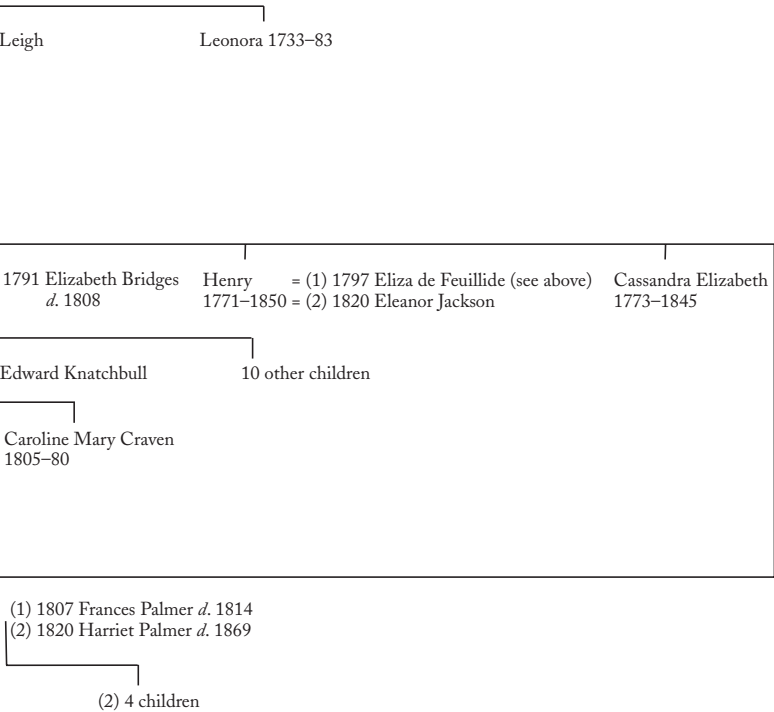 Leigh Leonora 1733–83
1791 Elizabeth Bridges Henry = (1) 1797 Eliza de Feuillide (see above) Cassandra Elizabeth
d. 1808 1771–1850 = (2) 1820 Eleanor Jackson 1773–1845
Edward Knatchbull 10 other children
Caroline Mary Craven
1805–80
(1) 1807 Frances Palmer d. 1814
(2) 1820 Harriet Palmer d. 1869
(2) 4 children